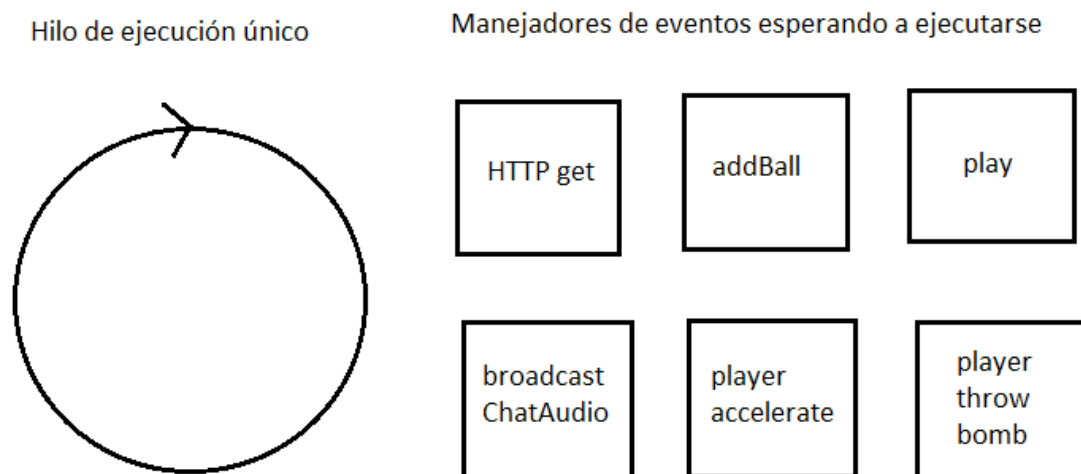 Hilo de ejecución único
Manejadores de eventos esperando a ejecutarse
HTTP get
addBall
play
broadcast
ChatAudio
player
accelerate
player
throw
bomb